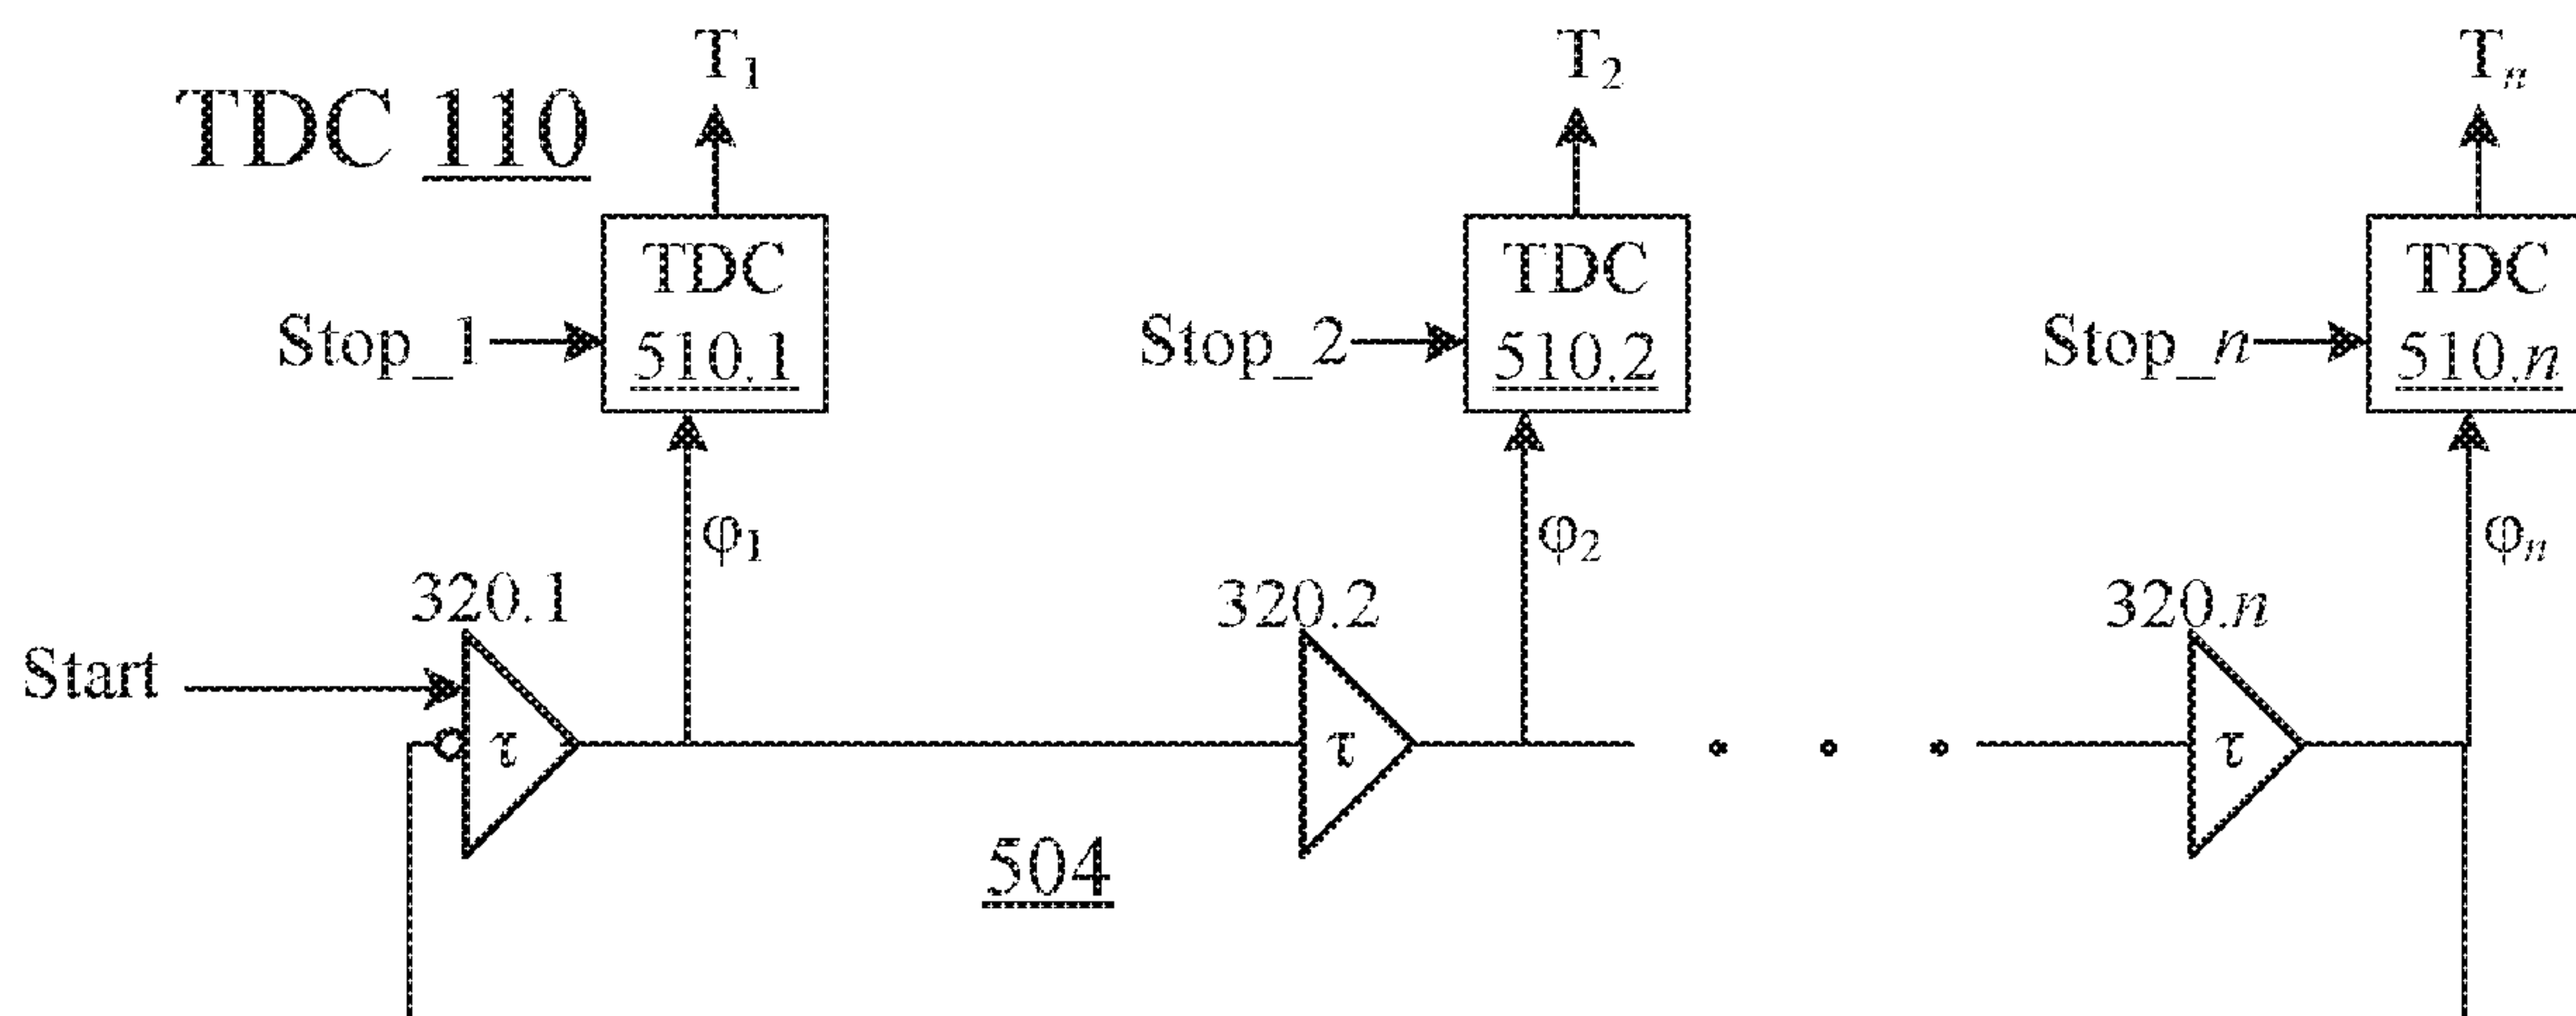 T1 T2 Tn
TDC 110
TDC TDC TDC
Stop_1 510.1 Stop_2 510.2 Stop_n 510.n
φ1 φ2 φn
320.1 320.2 320.n
Start
τ τ τ
504